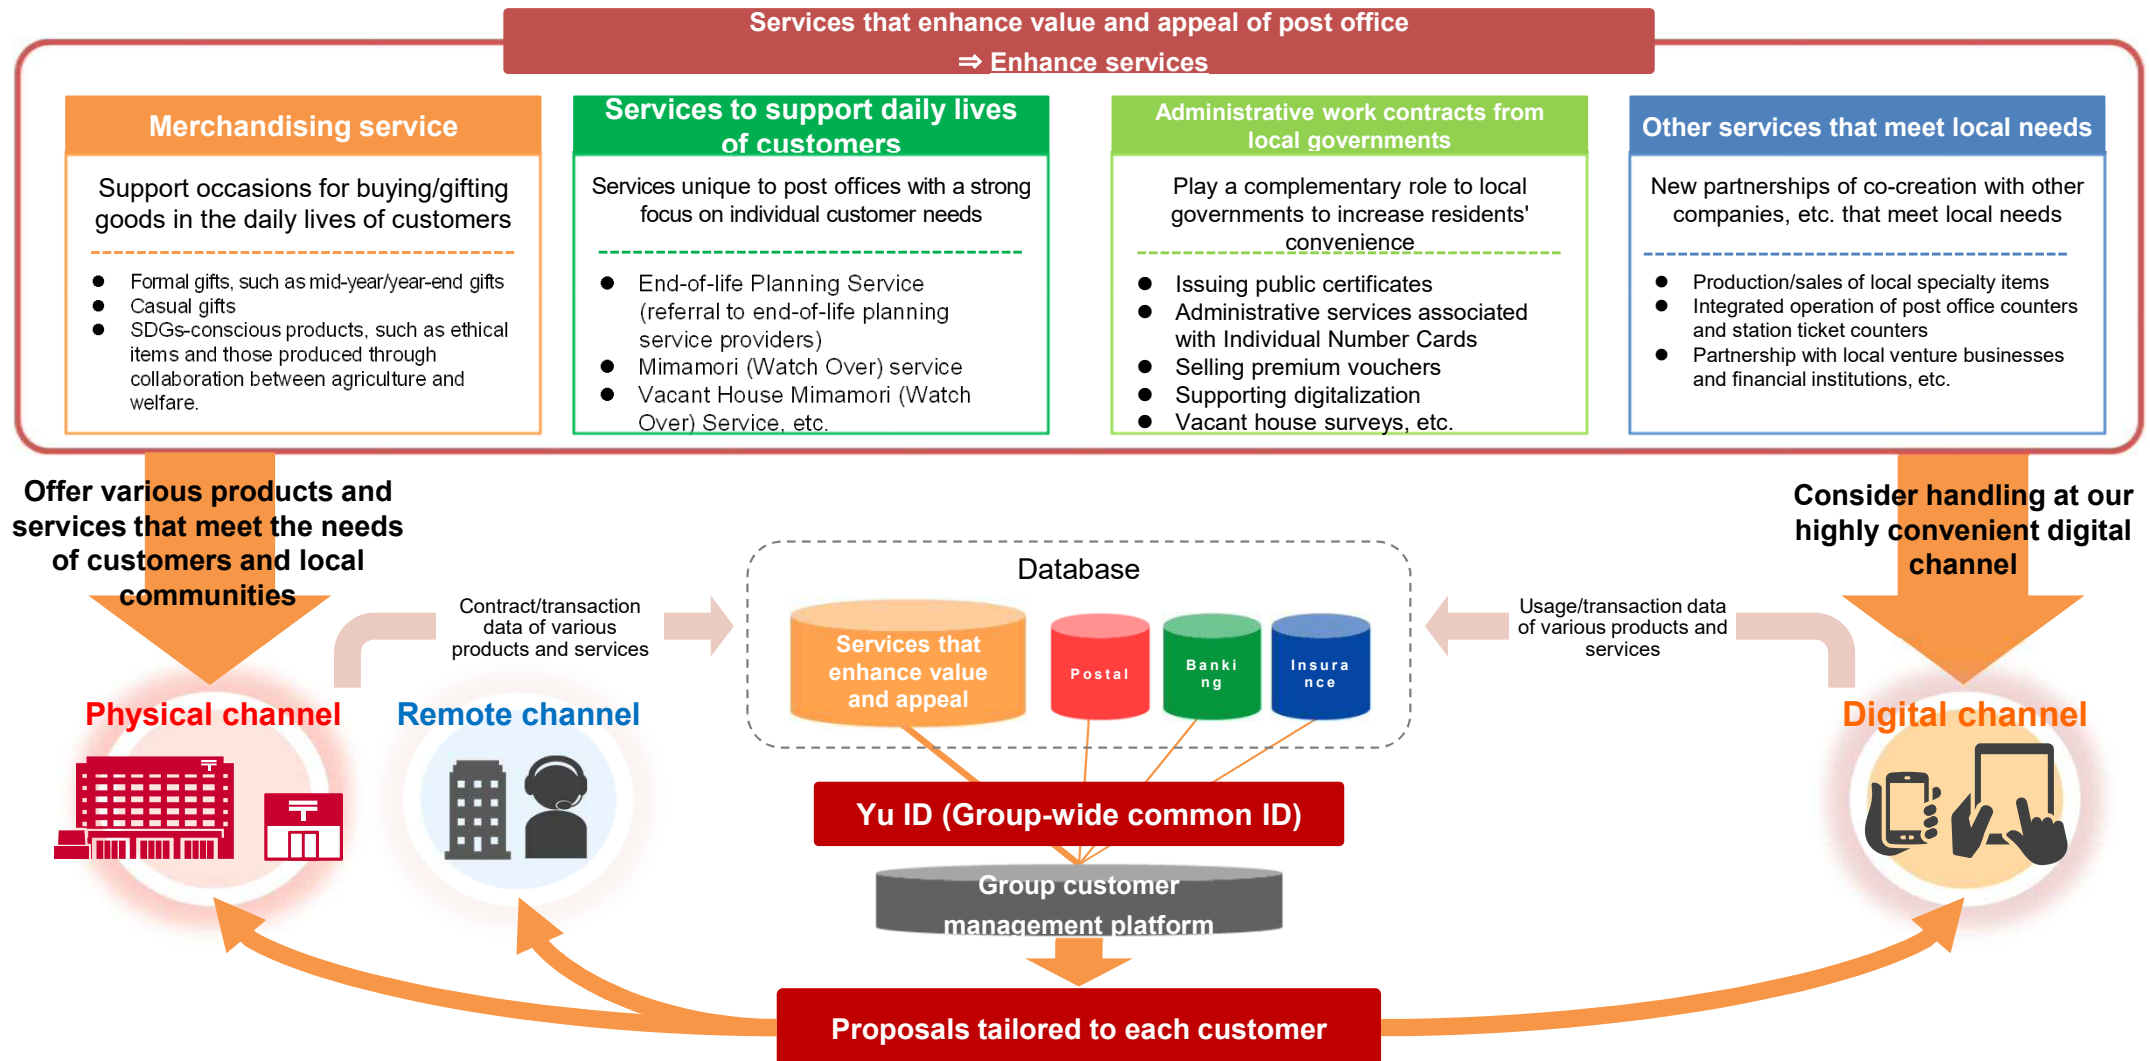 Services that enhance value and appeal of post office
⇒ Enhance services
Merchandising service
Support occasions for buying/gifting
goods in the daily lives of customers
● Formal gifts, such as mid-year/year-end gifts
● Casual gifts
● SDGs-conscious products, such as ethical
items and those produced through
collaboration between agriculture and
welfare.
Services to support daily lives
of customers
Services unique to post offices with a strong
focus on individual customer needs
● End-of-life Planning Service
(referral to end-of-life planning
service providers)
● Mimamori (Watch Over) service
● Vacant House Mimamori (Watch
Over) Service, etc.
Administrative work contracts from
local governments
Play a complementary role to local
governments to increase residents'
convenience
● Issuing public certificates
● Administrative services associated
with Individual Number Cards
● Selling premium vouchers
● Supporting digitalization
● Vacant house surveys, etc.
Other services that meet local needs
New partnerships of co-creation with other
companies, etc. that meet local needs
● Production/sales of local specialty items
● Integrated operation of post office counters
and station ticket counters
● Partnership with local venture businesses
and financial institutions, etc.
Offer various products and
services that meet the needs
of customers and local
communities
Consider handling at our
highly convenient digital
channel
Contract/transaction
data of various
products and services
Database
Services that
enhance value
and appeal
Postal
Banki
ng
Insura
nce
Usage/transaction data
of various products and
services
Physical channel
Remote channel
Digital channel
Yu ID (Group-wide common ID)
Group customer
management platform
Proposals tailored to each customer